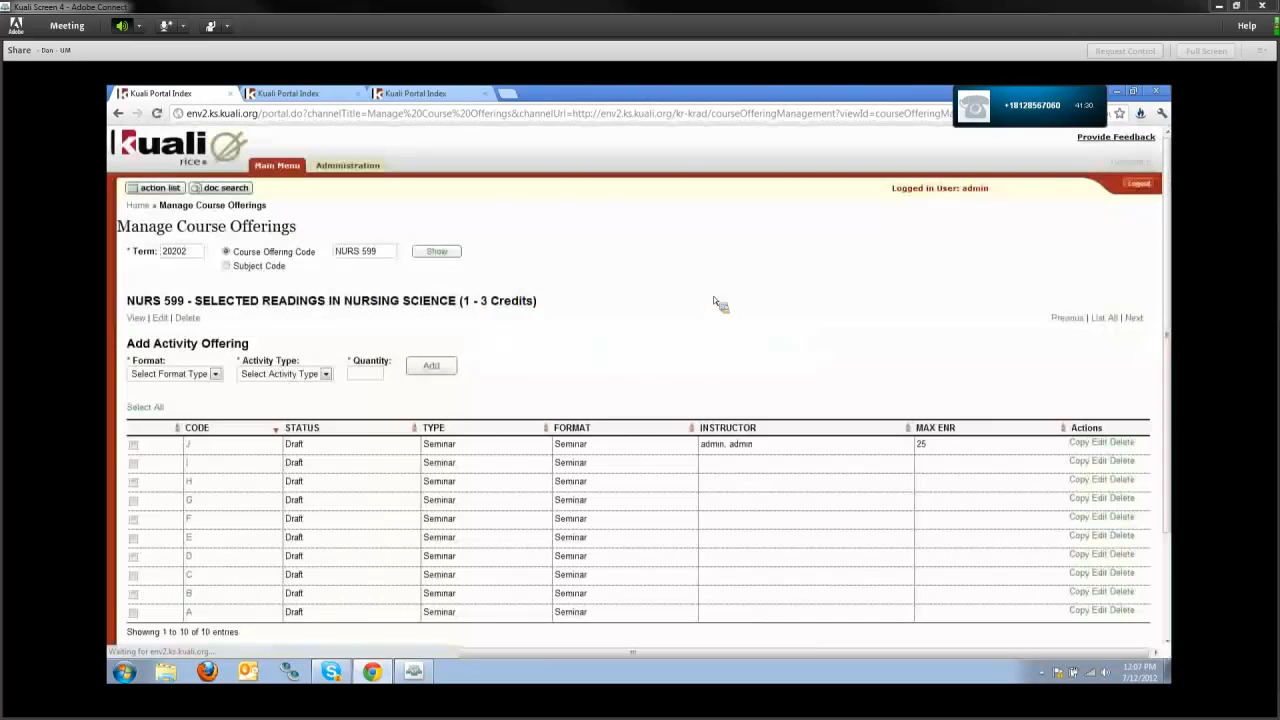 Kuali Screen 4 - Adobe Connect
Meeting
Help
Adobe
Share
Don - UM
Request Control
Full Screen
Kuali Portal Index
Kuali Portal Index
Kuali Portal Index
env2.ks.kuali.org/portal.do?channelTitle=Manage%20Course%20Offerings&channelUrl=http://env2.ks.kuali.org/kr-krad/courseOfferingManagement?viewId=courseOfferingM
+18128567060 41:30
Provide Feedback
kuali
rice
Main Menu Administration
action list doc search
Logged in User: admin
Logout
Home » Manage Course Offerings
Manage Course Offerings
* Term: 20202 Course Offering Code NURS 599 Show
Subject Code
NURS 599 - SELECTED READINGS IN NURSING SCIENCE (1 - 3 Credits)
View | Edit | Delete Previous | List All | Next
Add Activity Offering
* Format: * Activity Type: * Quantity:
Select Format Type Select Activity Type Add
Select All
CODE STATUS TYPE FORMAT INSTRUCTOR MAX ENR Actions
J Draft Seminar Seminar admin, admin 25 Copy Edit Delete
I Draft Seminar Seminar Copy Edit Delete
H Draft Seminar Seminar Copy Edit Delete
G Draft Seminar Seminar Copy Edit Delete
F Draft Seminar Seminar Copy Edit Delete
E Draft Seminar Seminar Copy Edit Delete
D Draft Seminar Seminar Copy Edit Delete
C Draft Seminar Seminar Copy Edit Delete
B Draft Seminar Seminar Copy Edit Delete
A Draft Seminar Seminar Copy Edit Delete
Showing 1 to 10 of 10 entries
Waiting for env2.ks.kuali.org...
12:07 PM
7/12/2012